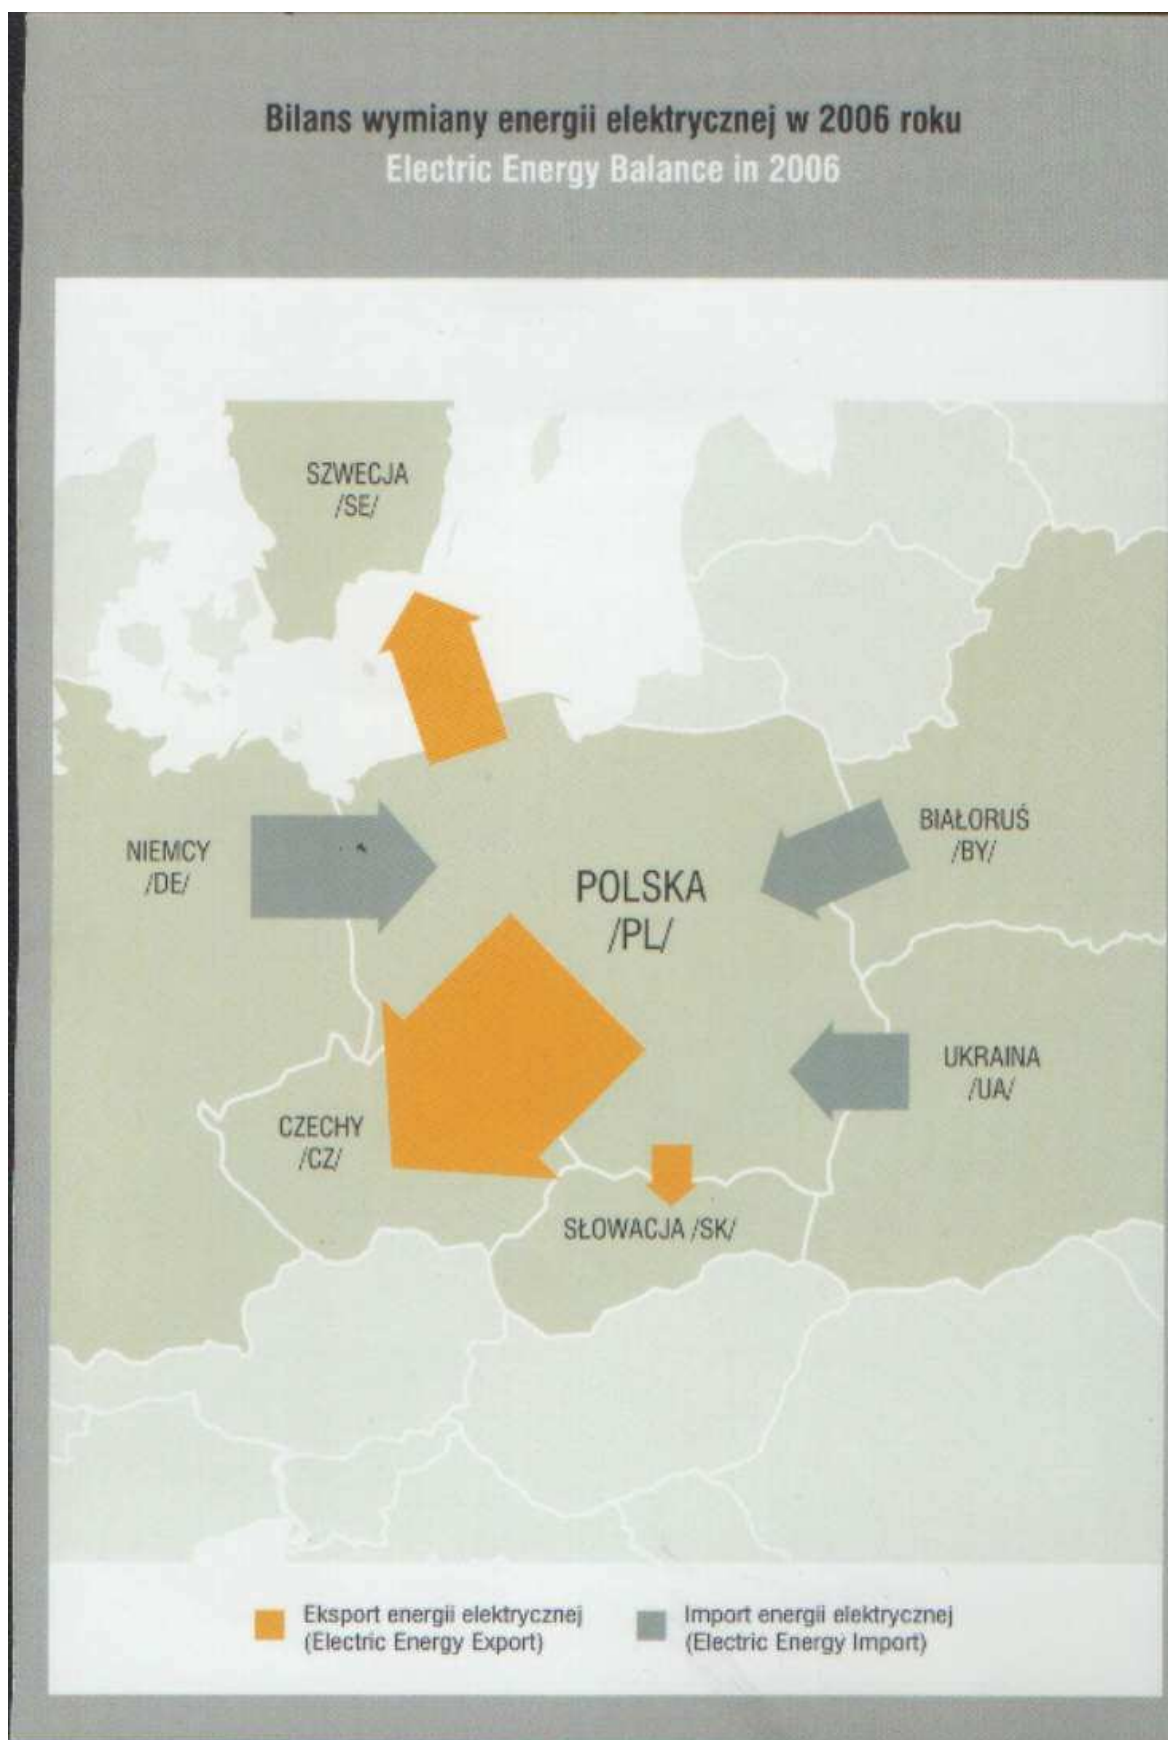 Bilans wymiany energii elektrycznej w 2006 roku
Electric Energy Balance in 2006
SZWECJA
/SE/
NIEMCY
/DE/
BIAŁORUŚ
/BY/
POLSKA
/PL/
UKRAINA
/UA/
CZECHY
/CZ/
SŁOWACJA /SK/
Eksport energii elektrycznej
(Electric Energy Export)
Import energii elektrycznej
(Electric Energy Import)